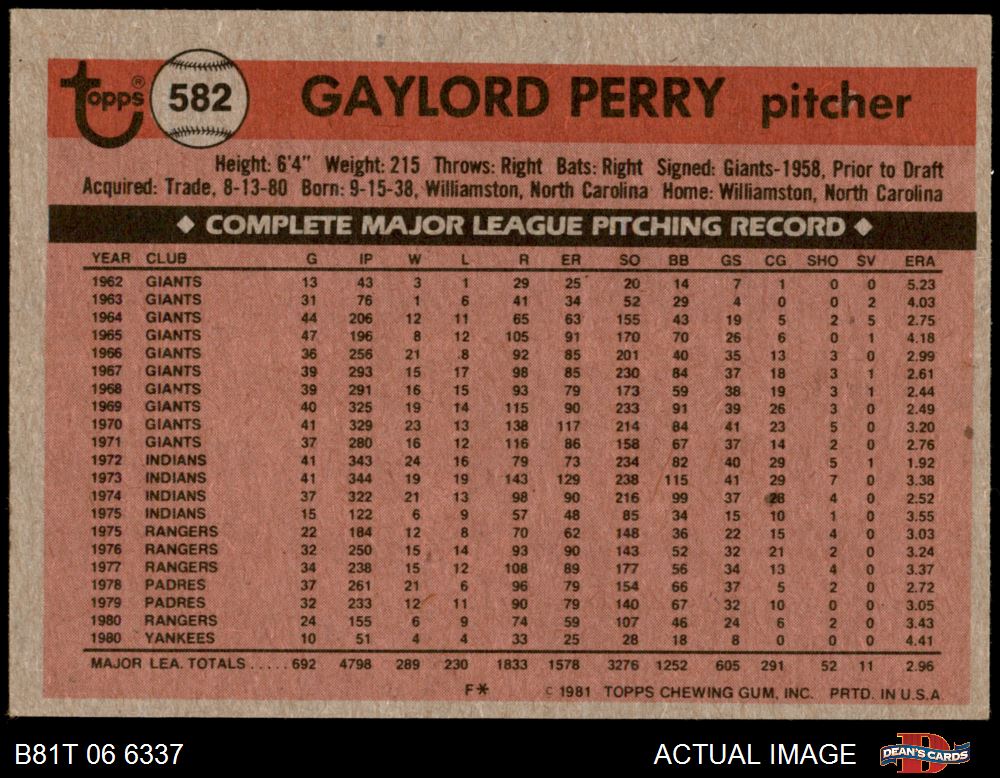 Topps® 582 GAYLORD PERRY pitcher
Height: 6'4" Weight: 215 Throws: Right Bats: Right Signed: Giants-1958, Prior to Draft
Acquired: Trade, 8-13-80 Born: 9-15-38, Williamston, North Carolina Home: Williamston, North Carolina
◆ COMPLETE MAJOR LEAGUE PITCHING RECORD ◆
YEAR CLUB G IP W L R ER SO BB GS CG SHO SV ERA
1962 GIANTS 13 43 3 1 29 25 20 14 7 1 0 0 5.23
1963 GIANTS 31 76 1 6 41 34 52 29 4 0 0 2 4.03
1964 GIANTS 44 206 12 11 65 63 155 43 19 5 2 5 2.75
1965 GIANTS 47 196 8 12 105 91 170 70 26 6 0 1 4.18
1966 GIANTS 36 256 21 8 92 85 201 40 35 13 3 0 2.99
1967 GIANTS 39 293 15 17 98 85 230 84 37 18 3 1 2.61
1968 GIANTS 39 291 16 15 93 79 173 59 38 19 3 1 2.44
1969 GIANTS 40 325 19 14 115 90 233 91 39 26 3 0 2.49
1970 GIANTS 41 329 23 13 138 117 214 84 41 23 5 0 3.20
1971 GIANTS 37 280 16 12 116 86 158 67 37 14 2 0 2.76
1972 INDIANS 41 343 24 16 79 73 234 82 40 29 5 1 1.92
1973 INDIANS 41 344 19 19 143 129 238 115 41 29 7 0 3.38
1974 INDIANS 37 322 21 13 98 90 216 99 37 28 4 0 2.52
1975 INDIANS 15 122 6 9 57 48 85 34 15 10 1 0 3.55
1975 RANGERS 22 184 12 8 70 62 148 36 22 15 4 0 3.03
1976 RANGERS 32 250 15 14 93 90 143 52 32 21 2 0 3.24
1977 RANGERS 34 238 15 12 108 89 177 56 34 13 4 0 3.37
1978 PADRES 37 261 21 6 96 79 154 66 37 5 2 0 2.72
1979 PADRES 32 233 12 11 90 79 140 67 32 10 0 0 3.05
1980 RANGERS 24 155 6 9 74 59 107 46 24 6 2 0 3.43
1980 YANKEES 10 51 4 4 33 25 28 18 8 0 0 0 4.41
MAJOR LEA. TOTALS.....692 4798 289 230 1833 1578 3276 1252 605 291 52 11 2.96
F* © 1981 TOPPS CHEWING GUM, INC. PRTD. IN U.S.A.
B81T 06 6337 ACTUAL IMAGE DEAN'S CARDS